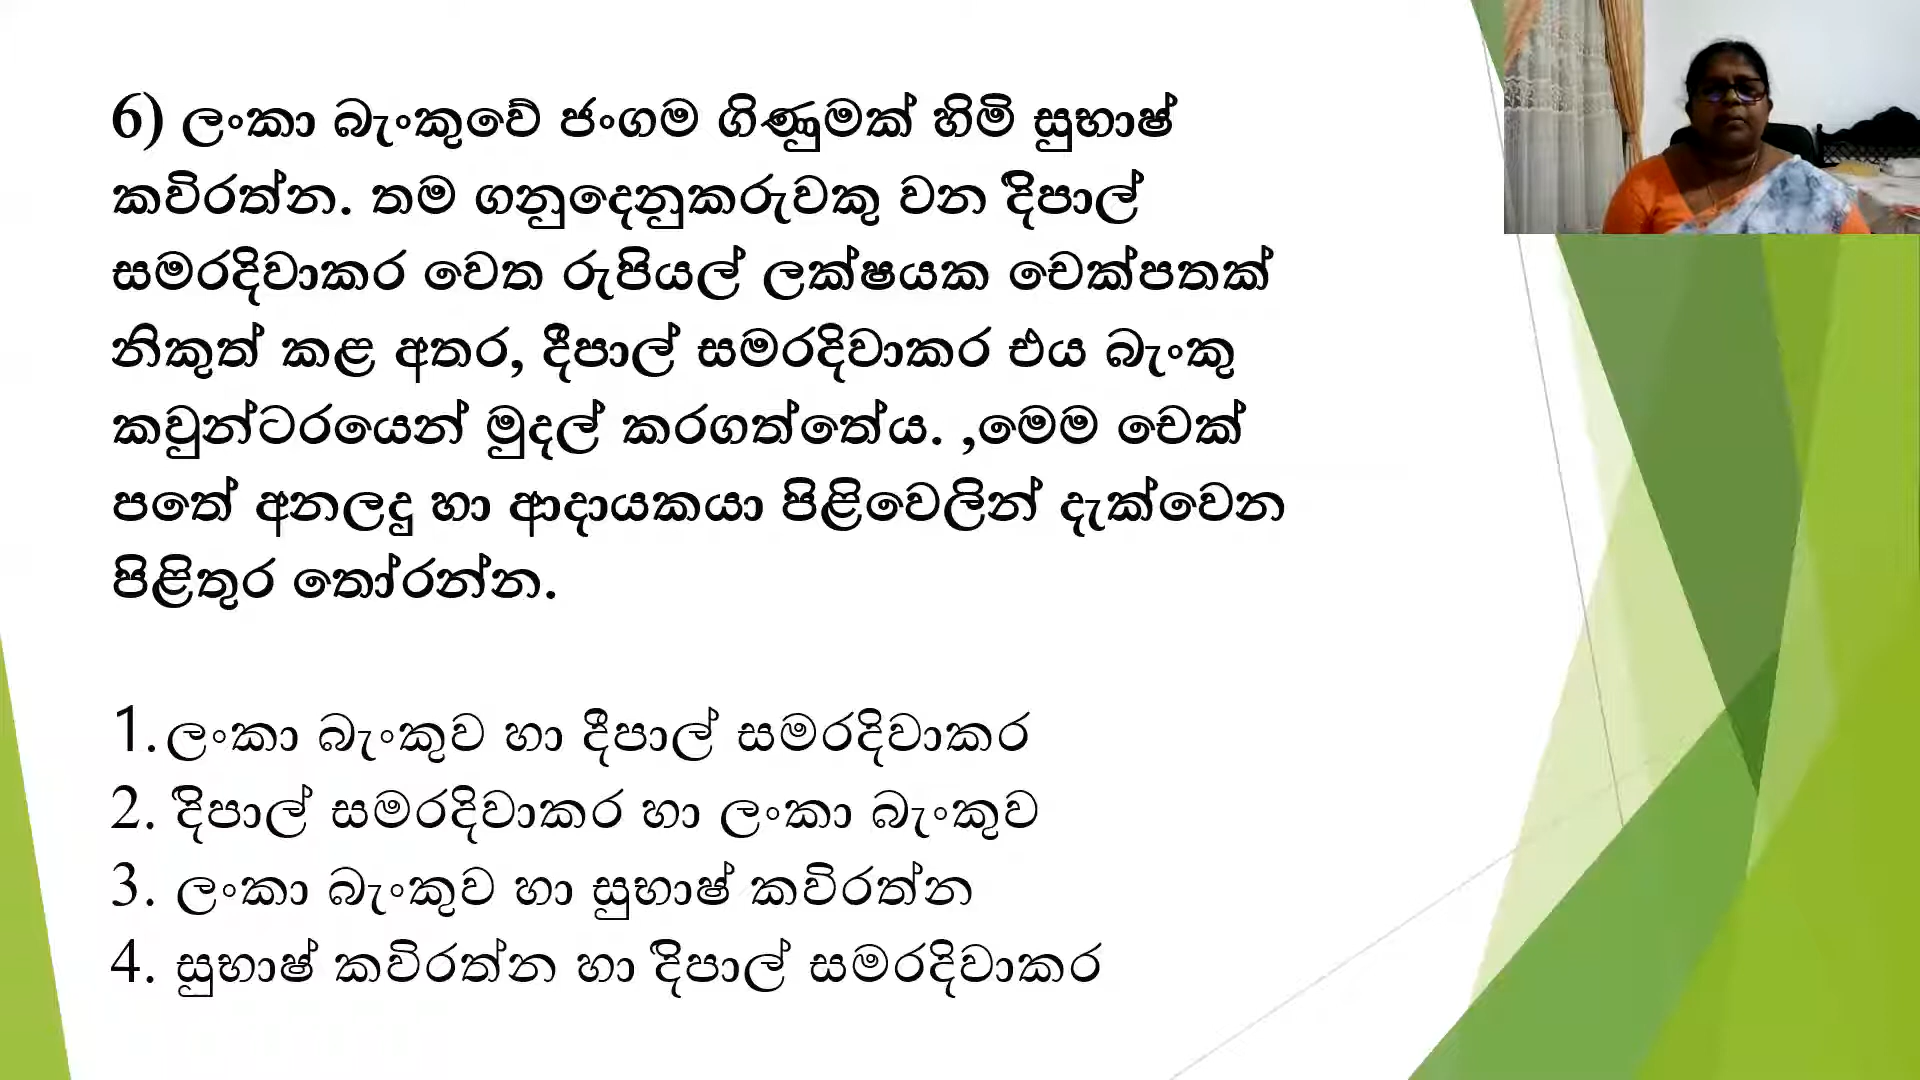 6) ලංකා බැංකුවේ ජංගම ගිණුමක් හිමි සුභාෂ්
කවිරත්න. තම ගනුදෙනුකරුවකු වන දිපාල්
සමරදිවාකර වෙත රුපියල් ලක්ෂයක චෙක්පතක්
නිකුත් කළ අතර, දීපාල් සමරදිවාකර එය බැංකු
කවුන්ටරයෙන් මුදල් කරගත්තේය. ,මෙම චෙක්
පතේ අනලදු හා ආදායකයා පිළිවෙලින් දැක්වෙන
පිළිතුර තෝරන්න.
1. ලංකා බැංකුව හා දීපාල් සමරදිවාකර
2. දිපාල් සමරදිවාකර හා ලංකා බැංකුව
3. ලංකා බැංකුව හා සුභාෂ් කවිරත්න
4. සුභාෂ් කවිරත්න හා දිපාල් සමරදිවාකර